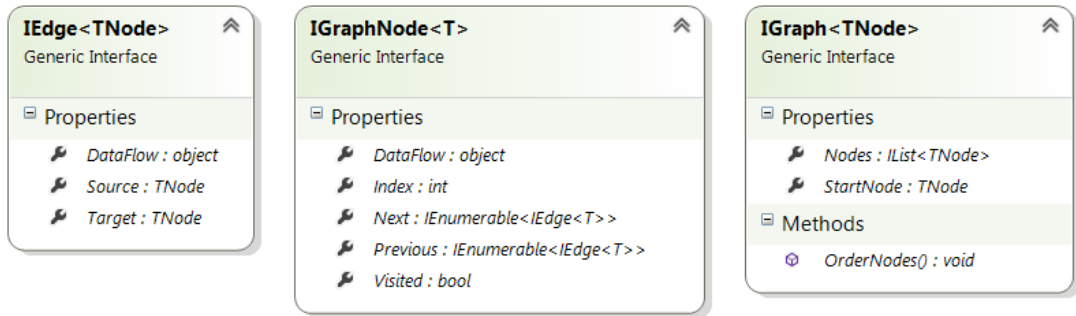 IEdge<TNode>
Generic Interface
Properties
DataFlow : object
Source : TNode
Target : TNode
IGraphNode<T>
Generic Interface
Properties
DataFlow : object
Index : int
Next : IEnumerable<IEdge<T>>
Previous : IEnumerable<IEdge<T>>
Visited : bool
IGraph<TNode>
Generic Interface
Properties
Nodes : IList<TNode>
StartNode : TNode
Methods
OrderNodes() : void